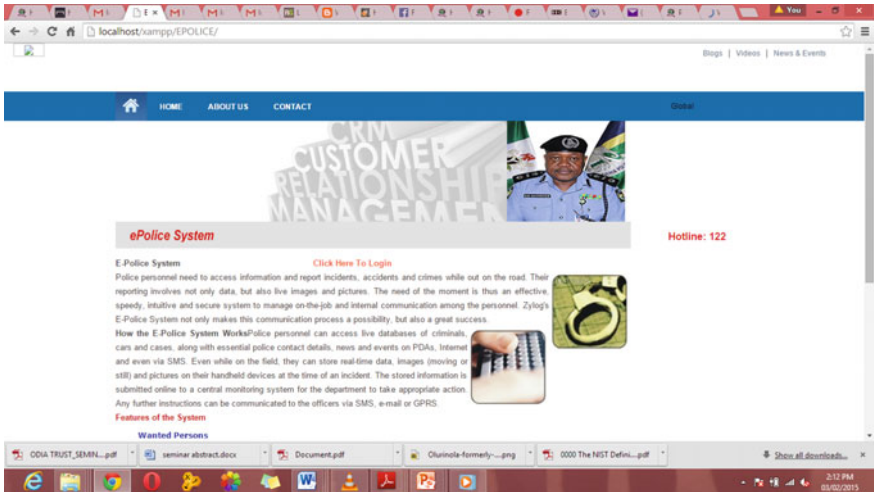 You
localhost/xampp/EPOLICE/
Blogs | Videos | News & Events
HOME ABOUT US CONTACT Global
CRM
CUSTOMER
RELATIONSHIP
MANAGEMEN
ePolice System
Hotline: 122
E-Police System Click Here To Login
Police personnel need to access information and report incidents, accidents and crimes while out on the road. Their
reporting involves not only data, but also live images and pictures. The need of the moment is thus an effective,
speedy, intuitive and secure system to manage on-the-job and internal communication among the personnel. Zylog's
E-Police System not only makes this communication process a possibility, but also a great success.
How the E-Police System WorksPolice personnel can access live databases of criminals,
cars and cases, along with essential police contact details, news and events on PDAs, Internet
and even via SMS. Even while on the field, they can store real-time data, images (moving or
still) and pictures on their handheld devices at the time of an incident. The stored information is
submitted online to a central monitoring system for the department to take appropriate action.
Any further instructions can be communicated to the officers via SMS, e-mail or GPRS.
Features of the System
Wanted Persons
ODIA TRUST_SEMIN....pdf seminar abstract.docx Document.pdf Olurinola-formerly-....png 0000 The NIST Defini....pdf Show all downloads...
2:12 PM
03/02/2015